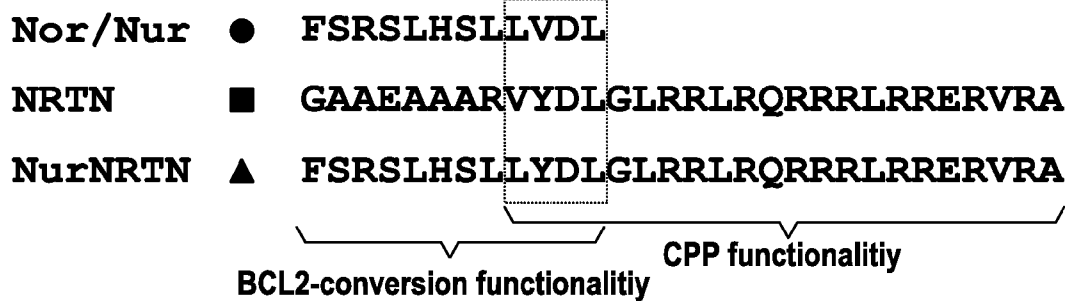 Nor/Nur ● FSRSLHSLLVDL
NRTN ■ GAAEAAARVYDLGLRRLRQRRRLRRERVRA
NurNRTN ▲ FSRSLHSLLYDLGLRRLRQRRRLRRERVRA
CPP functionalitiy
BCL2-conversion functionalitiy